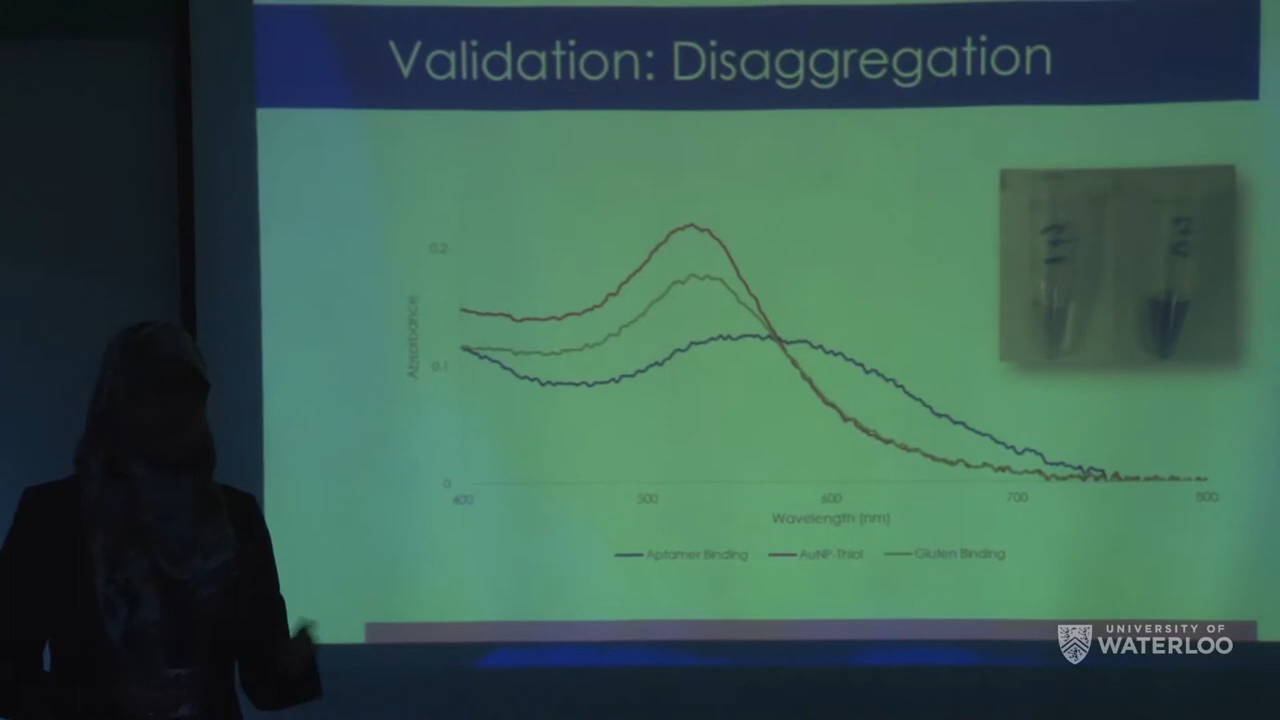 Validation: Disaggregation
0.2
Absorbance
0.1
0
400
500
600
700
800
Wavelength (nm)
Aptamer Binding
AuNP-Thiol
Gluten Binding
UNIVERSITY OF
WATERLOO